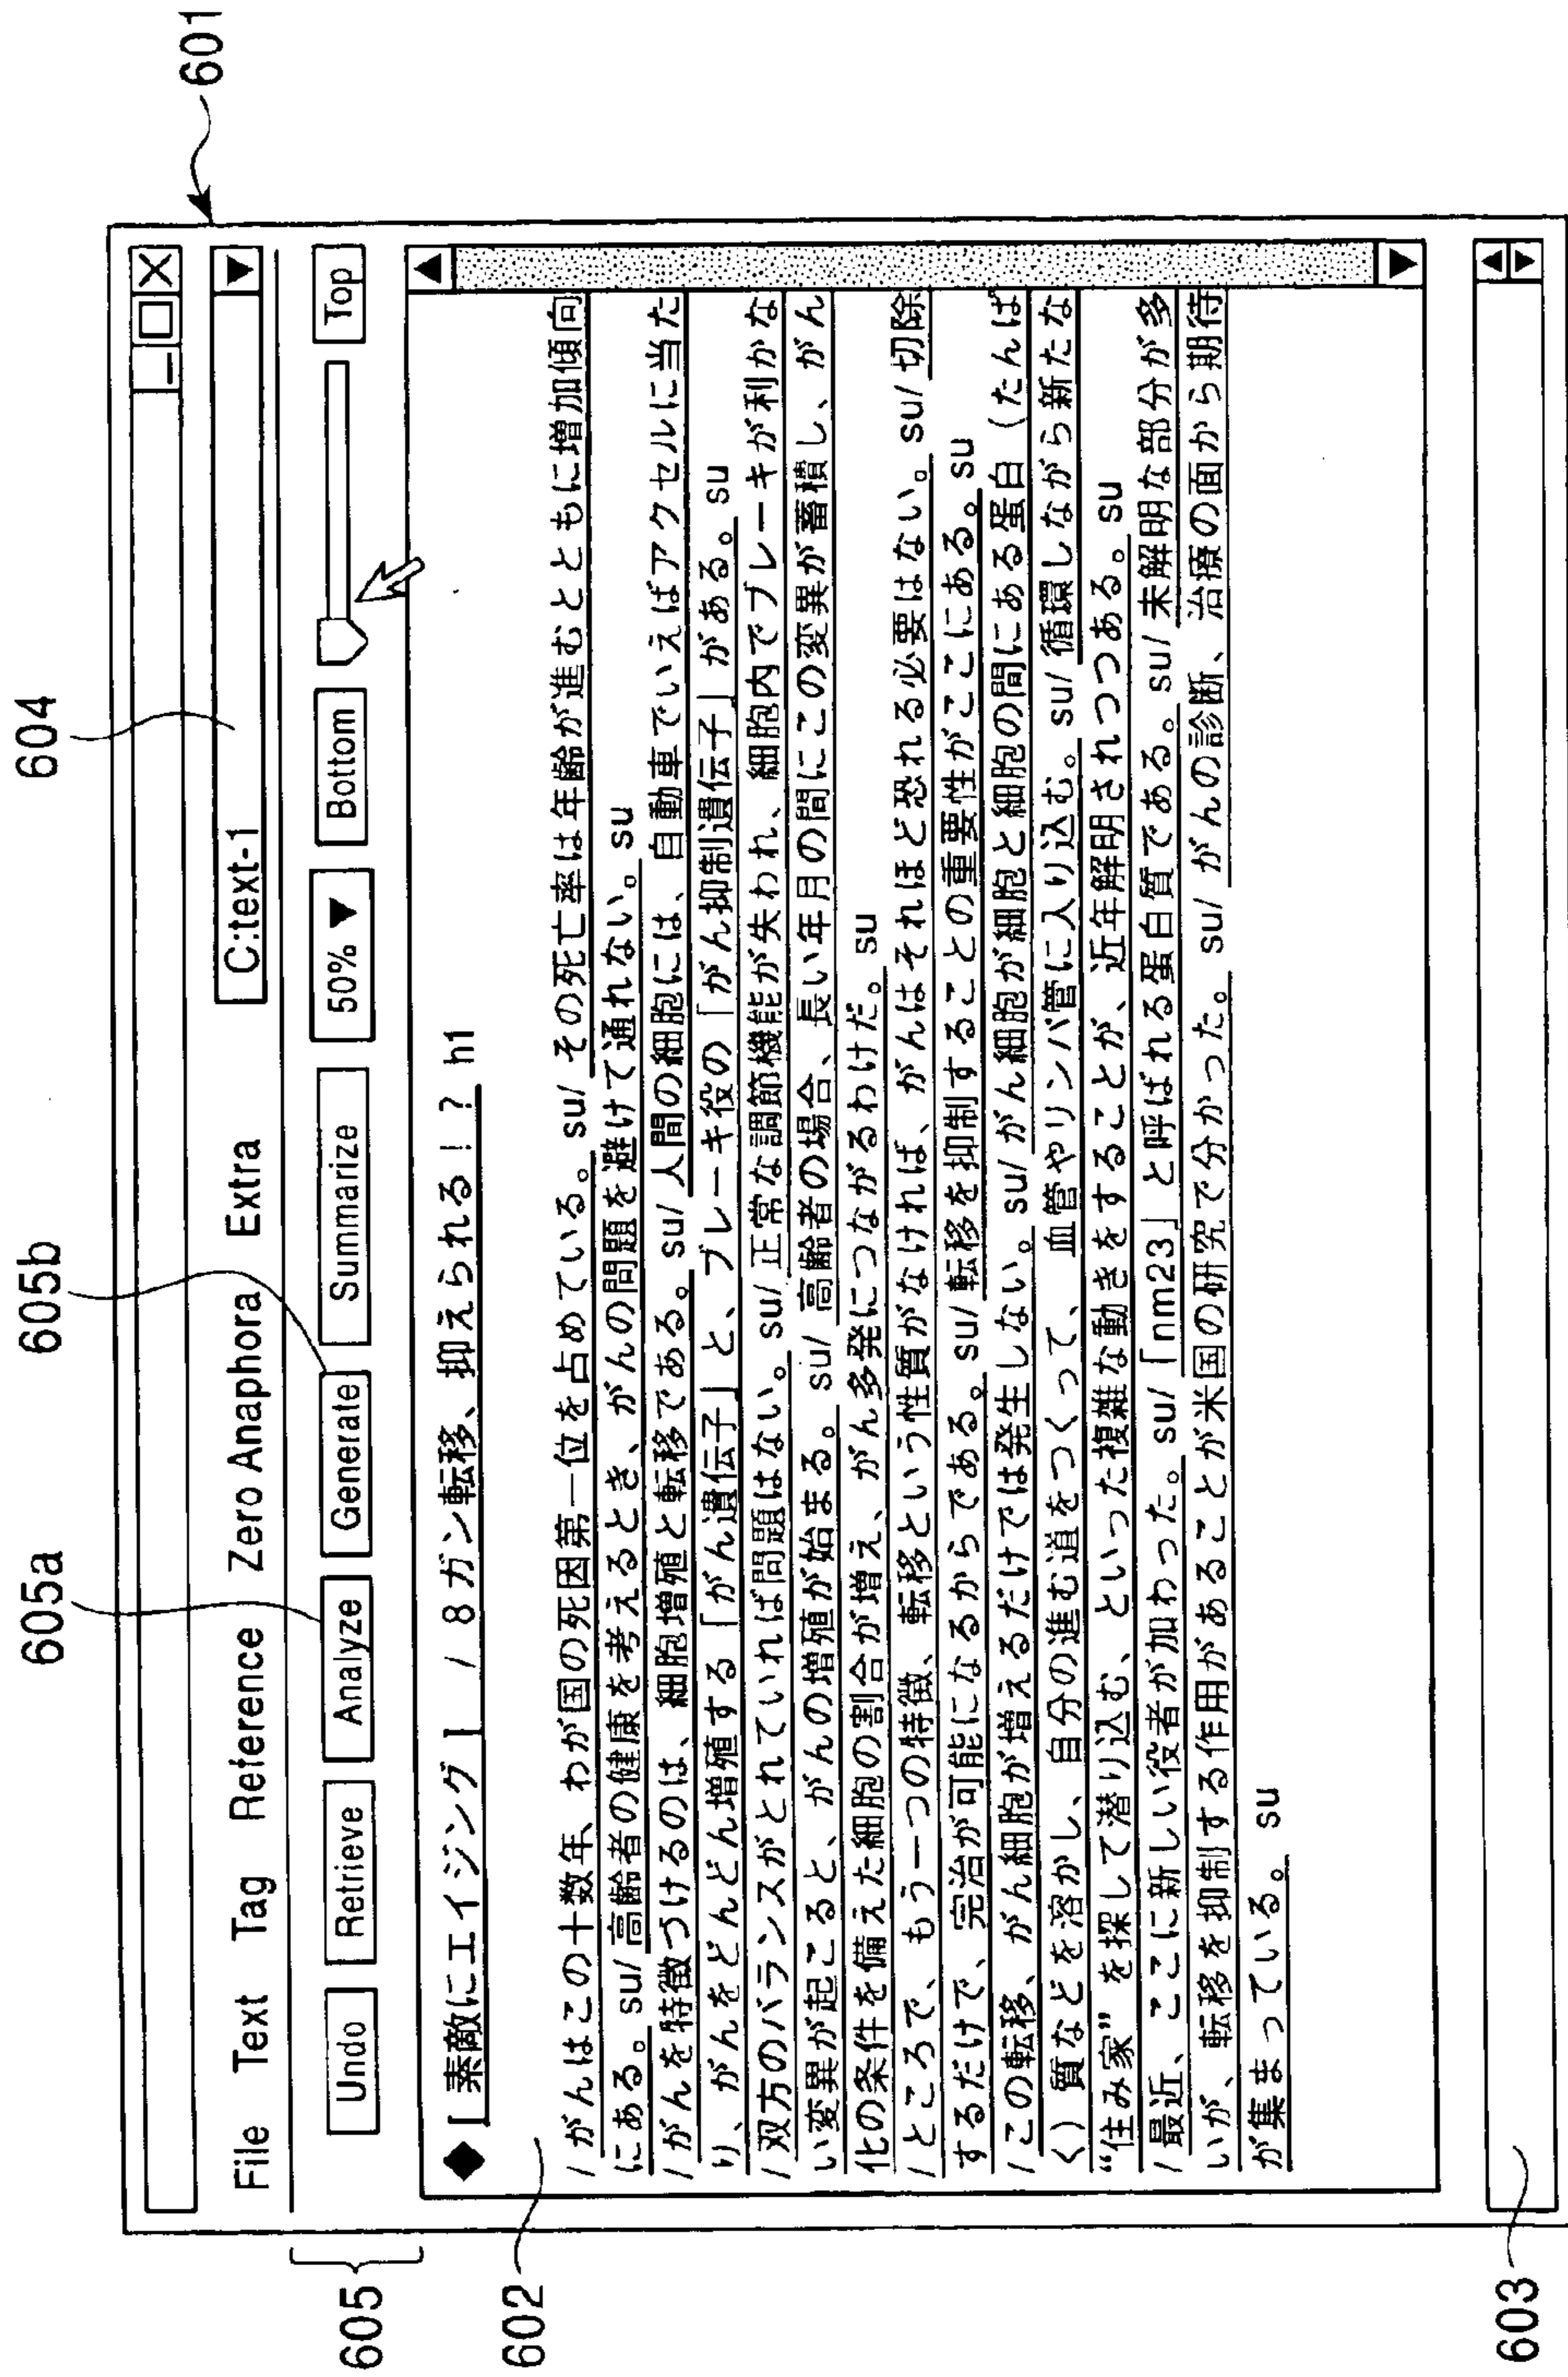 601
604
605b
605a
File Text Tag Reference Zero Anaphora Extra
C:text-1
Undo Retrieve Analyze Generate Summarize 50% ▼ Bottom Top
605
602
◆ [素敵にエイジング] /8ガン転移、抑えられる！？ h1
/がんはこの十数年、わが国の死因第一位を占めている。su/その死亡率は年齢が進むとともに増加傾向
にある。su/高齢者の健康を考えるとき、がんの問題を避けて通れない。su
/がんを特徴づけるのは、細胞増殖と転移である。su/人間の細胞には、自動車でいえばアクセルに当た
り、がんをどんどん増殖する「がん遺伝子」と、ブレーキ役の「がん抑制遺伝子」がある。su
/双方のバランスがとれていれば問題はない。su/正常な調節機能が失われ、細胞内でブレーキが利かな
い変異が起こると、がんの増殖が始まる。su/高齢者の場合、長い年月の間にこの変異が蓄積し、がん
化の条件を備えた細胞の割合が増え、がん多発につながるわけだ。su
/ところで、もう一つの特徴、転移という性質がなければ、がんはそれほど恐れる必要はない。su/切除
するだけで、完治が可能になるからである。su/転移を抑制することの重要性がここにある。su
/この転移、がん細胞が増えるだけでは発生しない。su/がん細胞が細胞と細胞の間にある蛋白（たんぱ
く）質などを溶かし、自分の進む道をつくって、血管やリンパ管に入り込む。su/循環しながら新たな
“住み家”を探して潜り込む、といった複雑な動きをすることが、近年解明されつつある。su
/最近、ここに新しい役者が加わった。su/「nm23」と呼ばれる蛋白質である。su/未解明な部分が多
いが、転移を抑制する作用があることが米国の研究で分かった。su/がんの診断、治療の面から期待
が集まっている。su
603